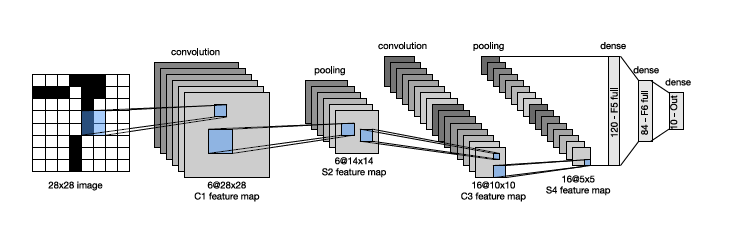 convolution
pooling
convolution
pooling
dense
dense
dense
28x28 image
6@28x28
C1 feature map
6@14x14
S2 feature map
16@10x10
C3 feature map
16@5x5
S4 feature map
120 – F5 full
84 – F6 full
10 – Out